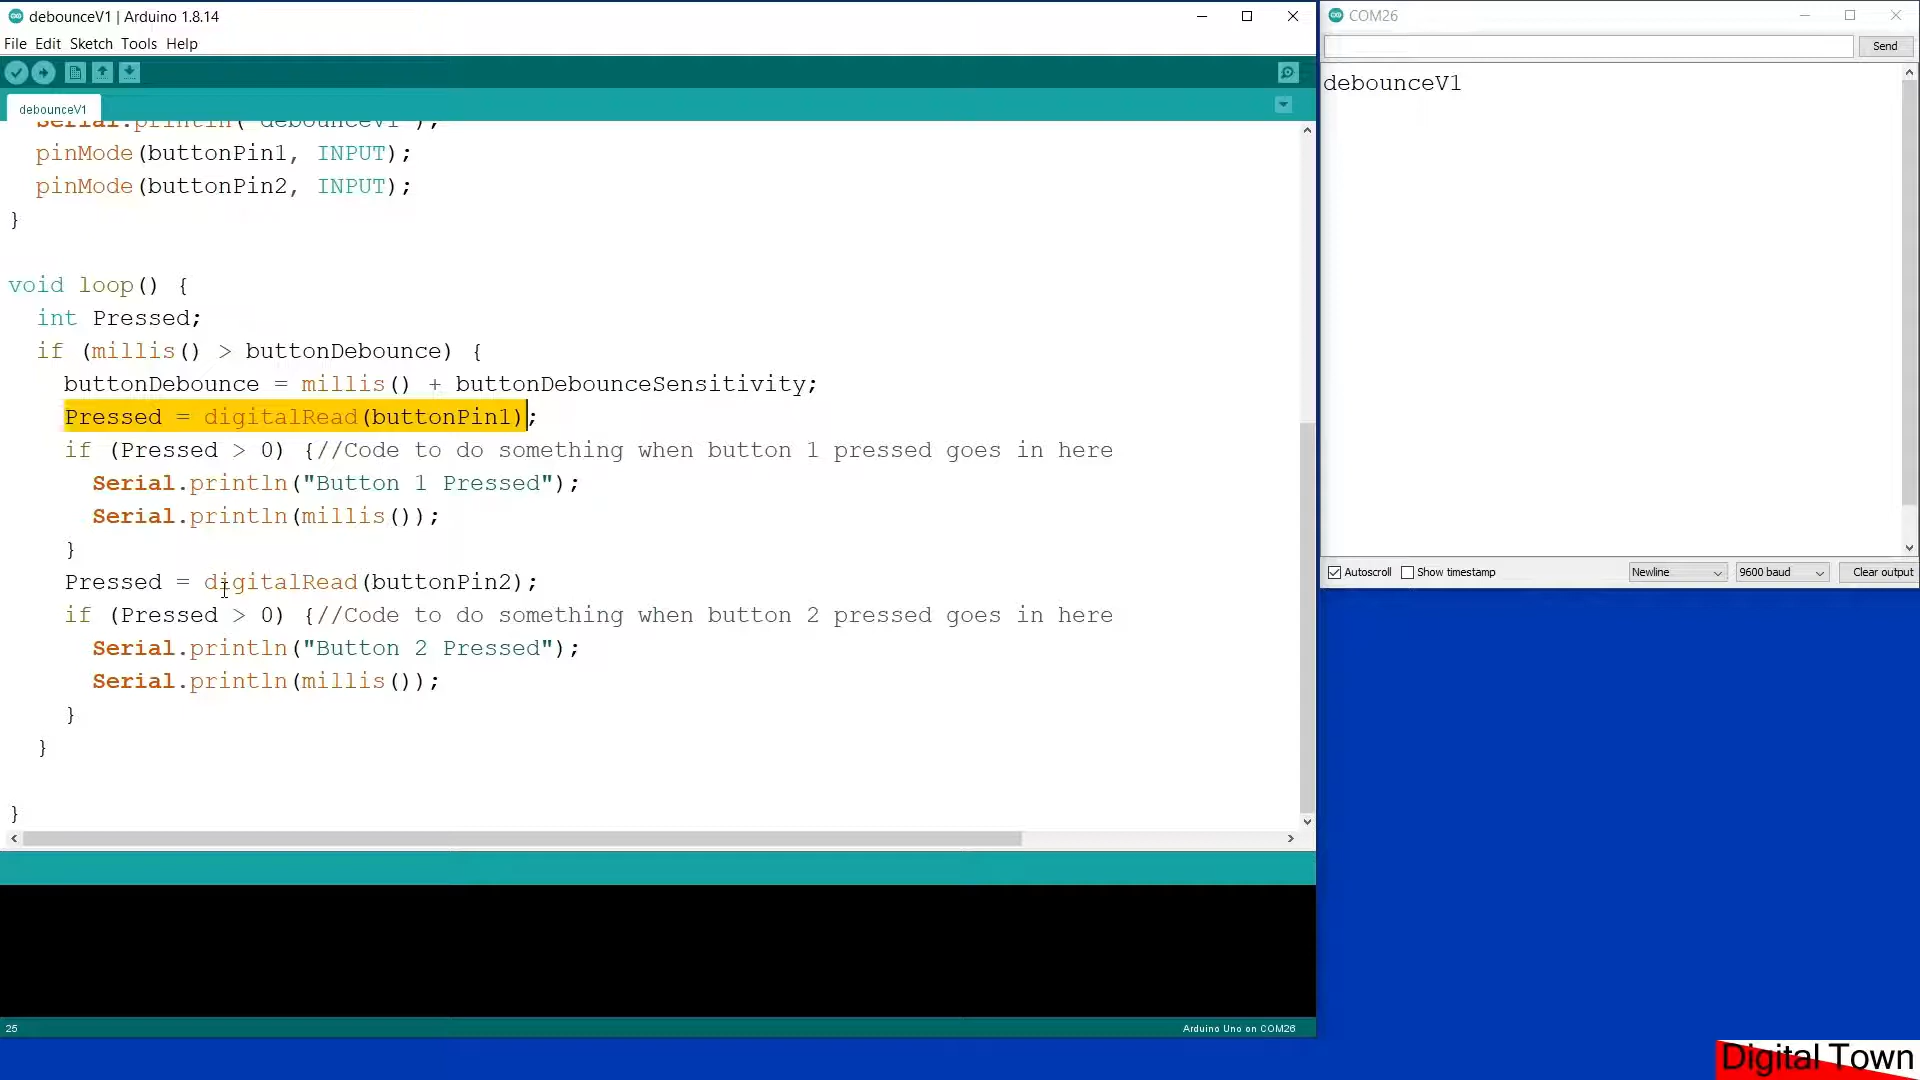 debounceV1 | Arduino 1.8.14
File Edit Sketch Tools Help
debounceV1
Serial.println("debounceV1");
pinMode(buttonPin1, INPUT);
pinMode(buttonPin2, INPUT);
}
void loop() {
int Pressed;
if (millis() > buttonDebounce) {
buttonDebounce = millis() + buttonDebounceSensitivity;
Pressed = digitalRead(buttonPin1);
if (Pressed > 0) {//Code to do something when button 1 pressed goes in here
Serial.println("Button 1 Pressed");
Serial.println(millis());
}
Pressed = digitalRead(buttonPin2);
if (Pressed > 0) {//Code to do something when button 2 pressed goes in here
Serial.println("Button 2 Pressed");
Serial.println(millis());
}
}
}
25
Arduino Uno on COM26
COM26
Send
debounceV1
Autoscroll
Show timestamp
Newline
9600 baud
Clear output
Digital Town